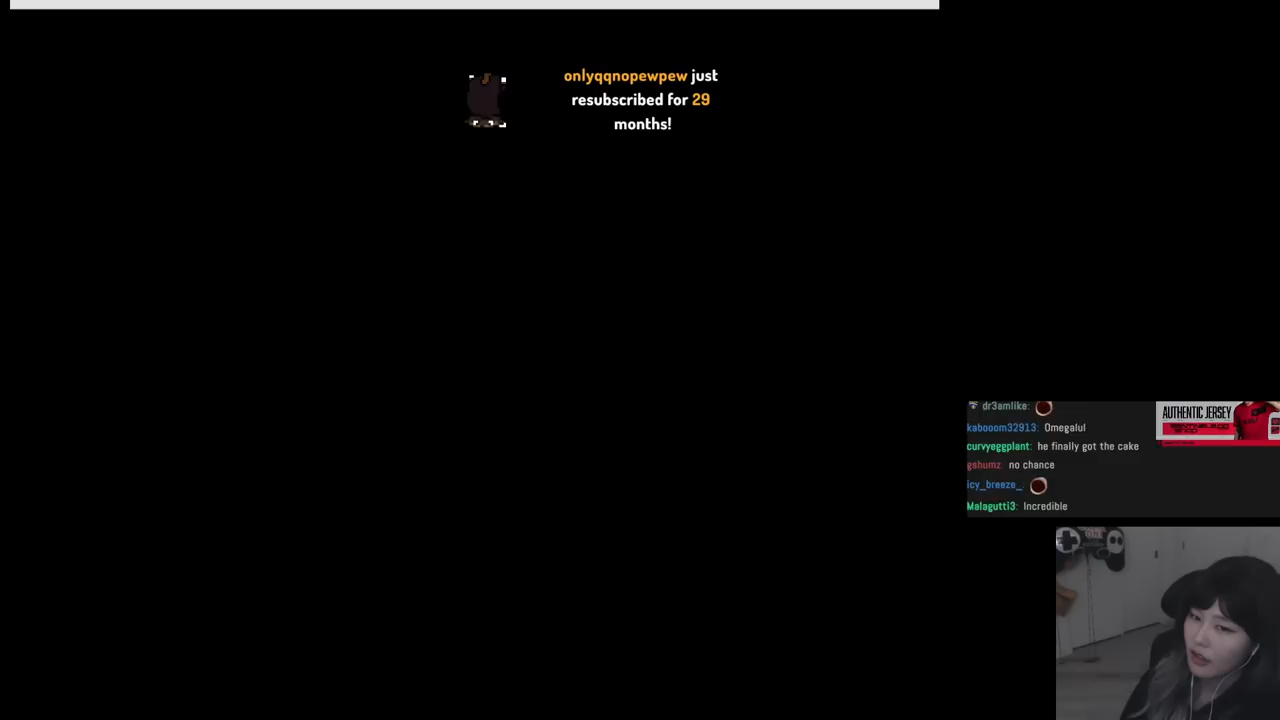 onlyqqnopewpew just
resubscribed for 29
months!
dr3amlike:
kabooom32913: Omegalul
curvyeggplant: he finally got the cake
gshumz: no chance
icy_breeze_:
Malagutti3: Incredible
AUTHENTIC JERSEY